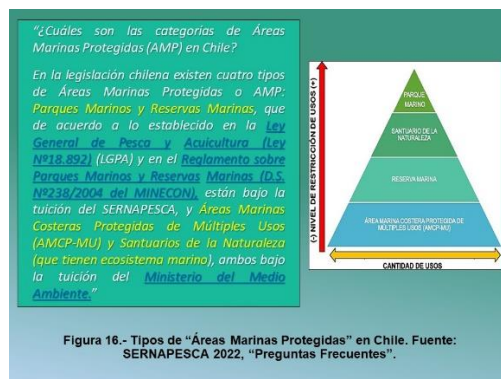 "¿Cuáles son las categorías de Áreas
Marinas Protegidas (AMP) en Chile?
En la legislación chilena existen cuatro tipos
de Áreas Marinas Protegidas o AMP:
Parques Marinos y Reservas Marinas, que
de acuerdo a lo establecido en la Ley
General de Pesca y Acuicultura (Ley
Nº18.892) (LGPA) y en el Reglamento sobre
Parques Marinos y Reservas Marinas (D.S.
Nº238/2004 del MINECON), están bajo la
tuición del SERNAPESCA, y Áreas Marinas
Costeras Protegidas de Múltiples Usos
(AMCP-MU) y Santuarios de la Naturaleza
(que tienen ecosistema marino), ambos bajo
la tuición del Ministerio del Medio
Ambiente."
(-) NIVEL DE RESTRICCIÓN DE USOS (+)
PARQUE
MARINO
SANTUARIO DE LA
NATURALEZA
RESERVA MARINA
ÁREA MARINA COSTERA PROTEGIDA DE
MÚLTIPLES USOS (AMCP-MU)
CANTIDAD DE USOS
Figura 16.- Tipos de "Áreas Marinas Protegidas" en Chile. Fuente:
SERNAPESCA 2022, "Preguntas Frecuentes".